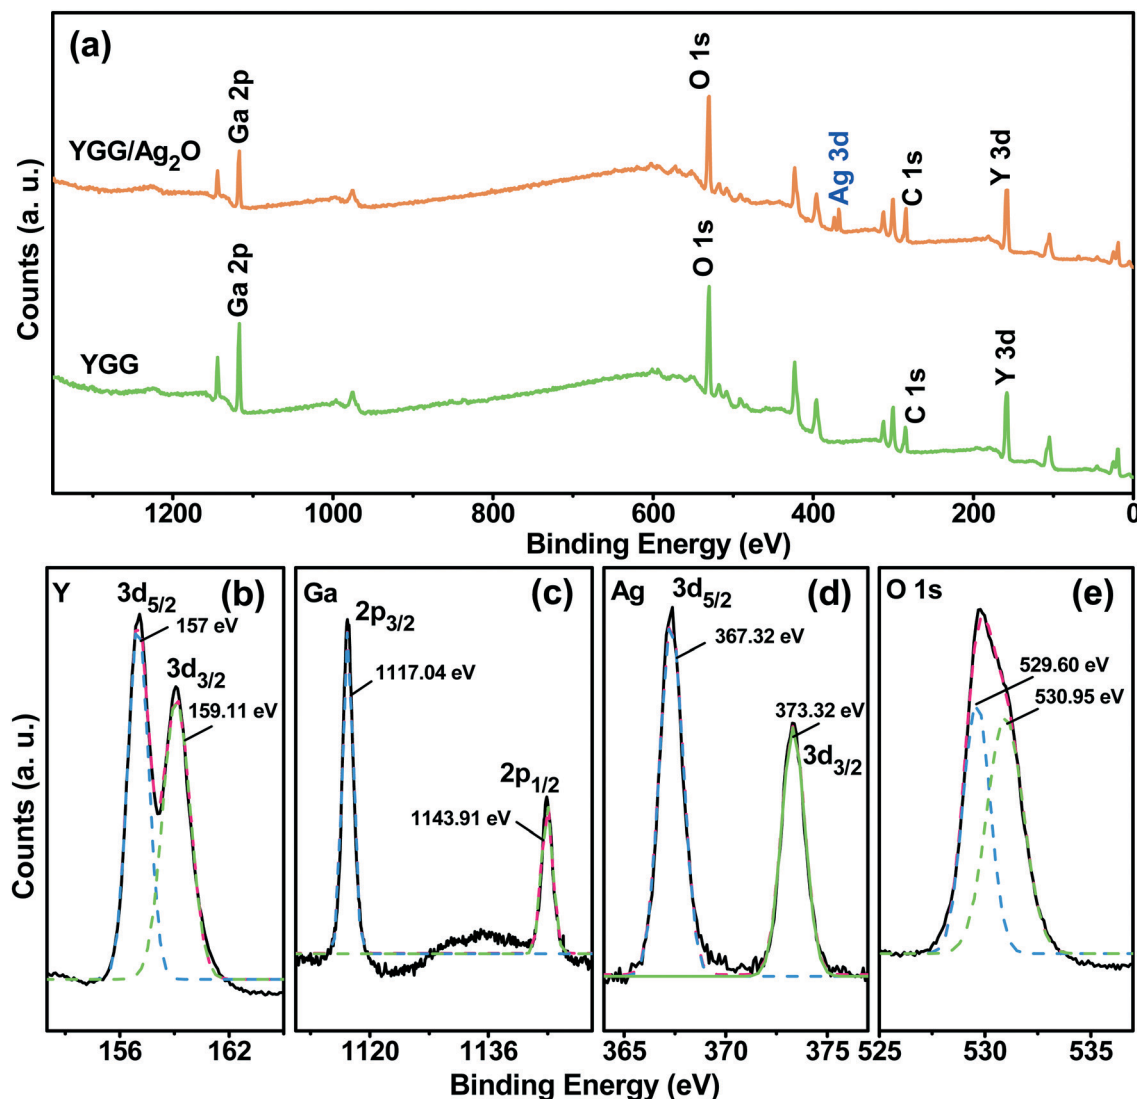 (a)
Counts (a. u.)
YGG/Ag₂O
Ga 2p
O 1s
Ag 3d
C 1s
Y 3d
YGG
Ga 2p
O 1s
C 1s
Y 3d
1200 1000 800 600 400 200 0
Binding Energy (eV)
Counts (a. u.)
Y
(b)
3d5/2
157 eV
3d3/2
159.11 eV
156 162
Ga
(c)
2p3/2
1117.04 eV
2p1/2
1143.91 eV
1120 1136
Ag
(d)
3d5/2
367.32 eV
373.32 eV
3d3/2
365 370 375
O 1s
(e)
529.60 eV
530.95 eV
525 530 535
Binding Energy (eV)